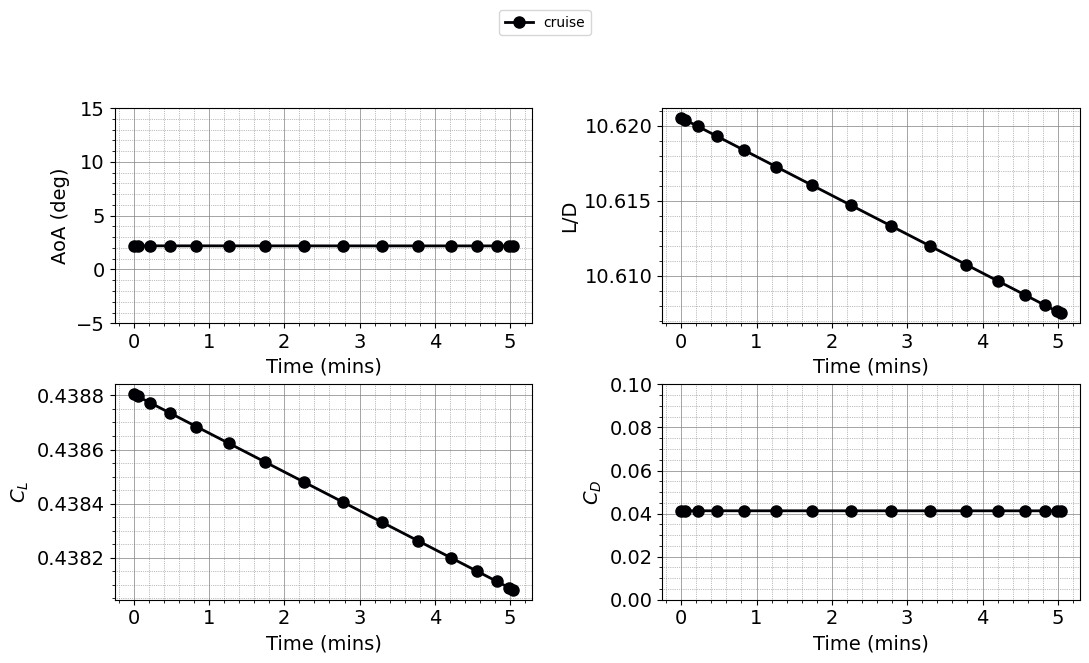 cruise
15
10
5
0
−5
AoA (deg)
0 1 2 3 4 5
Time (mins)
10.620
10.615
10.610
L/D
0 1 2 3 4 5
Time (mins)
0.4388
0.4386
0.4384
0.4382
C_L
0 1 2 3 4 5
Time (mins)
0.10
0.08
0.06
0.04
0.02
0.00
C_D
0 1 2 3 4 5
Time (mins)